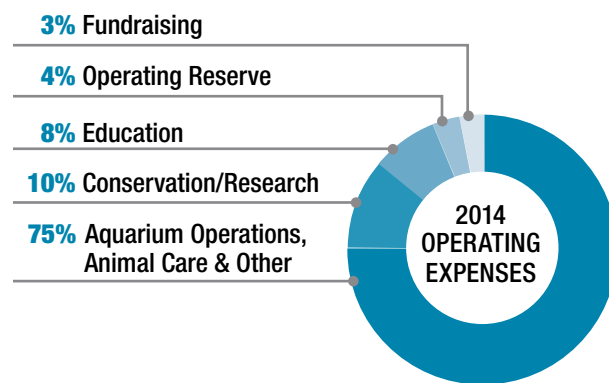 3% Fundraising
4% Operating Reserve
8% Education
10% Conservation/Research
75% Aquarium Operations,
Animal Care & Other
2014
OPERATING
EXPENSES